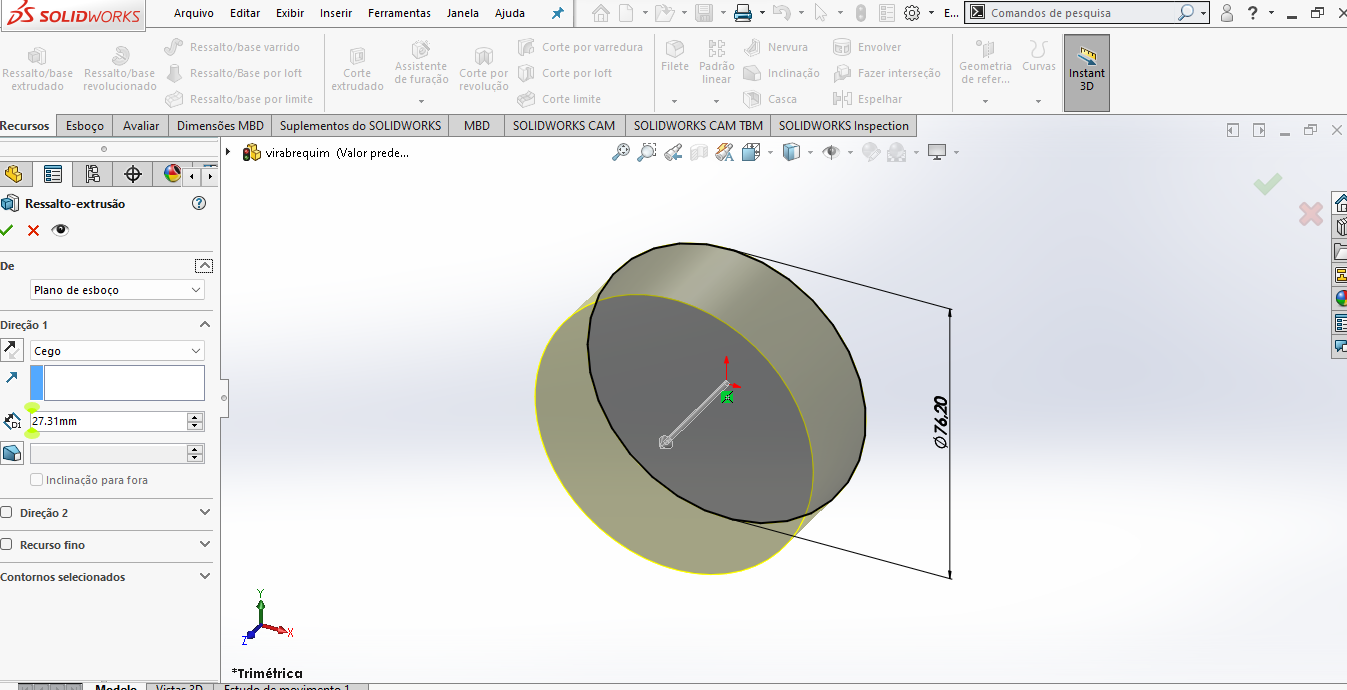 SOLIDWORKS Arquivo Editar Exibir Inserir Ferramentas Janela Ajuda E... Comandos de pesquisa ?
Ressalto/base extrudado
Ressalto/base revolucionado
Ressalto/base varrido
Ressalto/Base por loft
Ressalto/base por limite
Corte extrudado
Assistente de furação
Corte por revolução
Corte por varredura
Corte por loft
Corte limite
Filete
Padrão linear
Nervura
Inclinação
Casca
Envolver
Fazer interseção
Espelhar
Geometria de refer...
Curvas
Instant 3D
Recursos Esboço Avaliar Dimensões MBD Suplementos do SOLIDWORKS MBD SOLIDWORKS CAM SOLIDWORKS CAM TBM SOLIDWORKS Inspection
virabrequim (Valor prede...
Ressalto-extrusão
De
Plano de esboço
Direção 1
Cego
D1
27.31mm
Inclinação para fora
Direção 2
Recurso fino
Contornos selecionados
Ø76,20
Y
X
Z
*Trimétrica
Modelo Vistas 3D Estudo de movimento 1